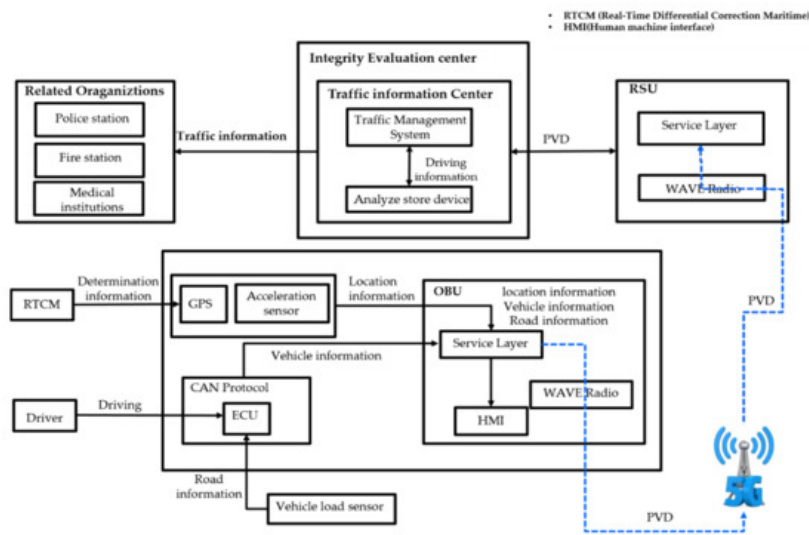 • RTCM (Real-Time Differential Correction Maritime)
• HMI(Human machine interface)
Integrity Evaluation center
Related Oraganiztions
Police station
Fire station
Medical
institutions
Traffic information
Traffic information Center
Traffic Management
System
Driving
information
Analyze store device
PVD
RSU
Service Layer
WAVE Radio
RTCM
Determination
information
GPS
Acceleration
sensor
Location
information
OBU
location information
Vehicle information
Road information
Service Layer
Vehicle information
CAN Protocol
ECU
Driver
Driving
WAVE Radio
HMI
Road
information
Vehicle load sensor
PVD
5G
PVD